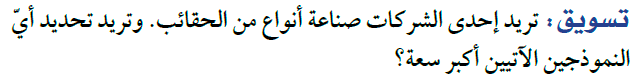 تسويق: تريد إحدى الشركات صناعة أنواع من الحقائب. وتريد تحديد أيّ
النموذجين الآتيين أكبر سعة؟